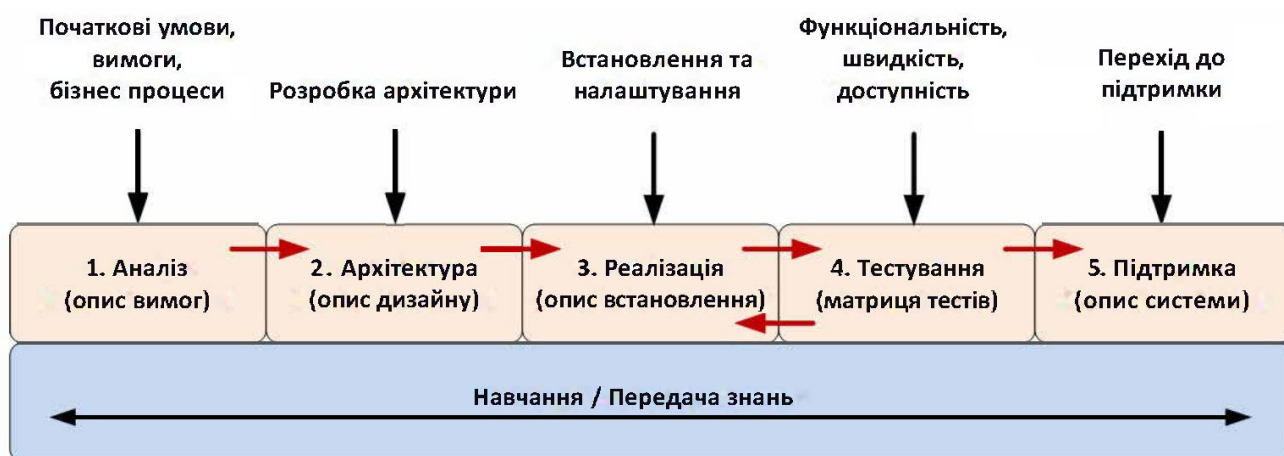 Початкові умови,
вимоги,
бізнес процеси
Розробка архітектури
Встановлення та
налаштування
Функціональність,
швидкість,
доступність
Перехід до
підтримки
1. Аналіз
(опис вимог)
2. Архітектура
(опис дизайну)
3. Реалізація
(опис встановлення)
4. Тестування
(матриця тестів)
5. Підтримка
(опис системи)
Навчання / Передача знань